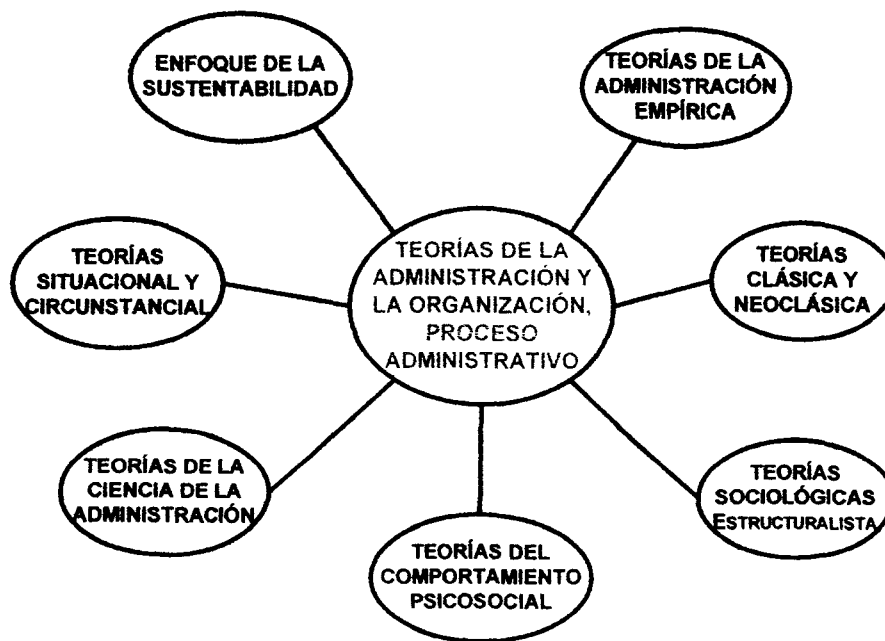 ENFOQUE DE LA
SUSTENTABILIDAD
TEORÍAS DE LA
ADMINISTRACIÓN
EMPÍRICA
TEORÍAS
SITUACIONAL Y
CIRCUNSTANCIAL
TEORÍAS DE LA
ADMINISTRACIÓN Y
LA ORGANIZACIÓN,
PROCESO
ADMINISTRATIVO
TEORÍAS
CLÁSICA Y
NEOCLÁSICA
TEORÍAS DE LA
CIENCIA DE LA
ADMINISTRACIÓN
TEORÍAS DEL
COMPORTAMIENTO
PSICOSOCIAL
TEORÍAS
SOCIOLÓGICAS
ESTRUCTURALISTA